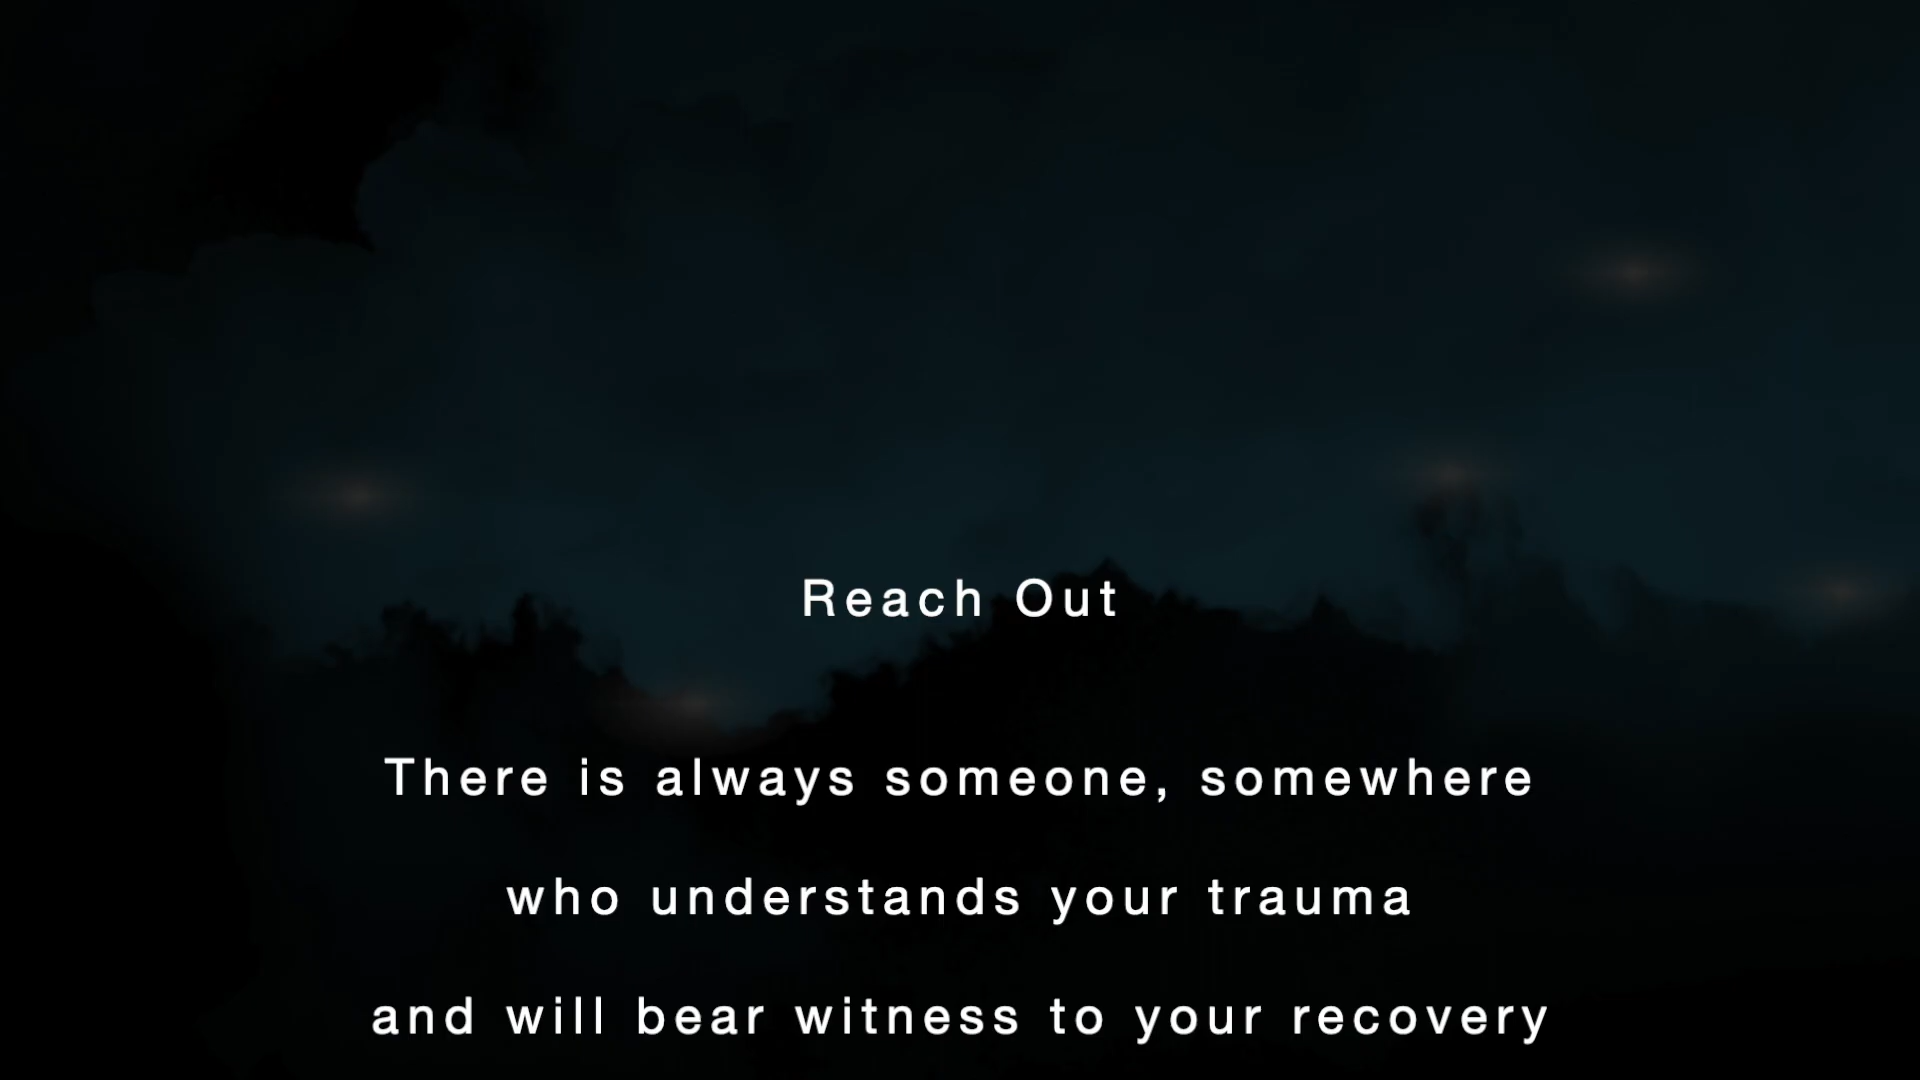 Reach Out
There is always someone, somewhere
who understands your trauma
and will bear witness to your recovery